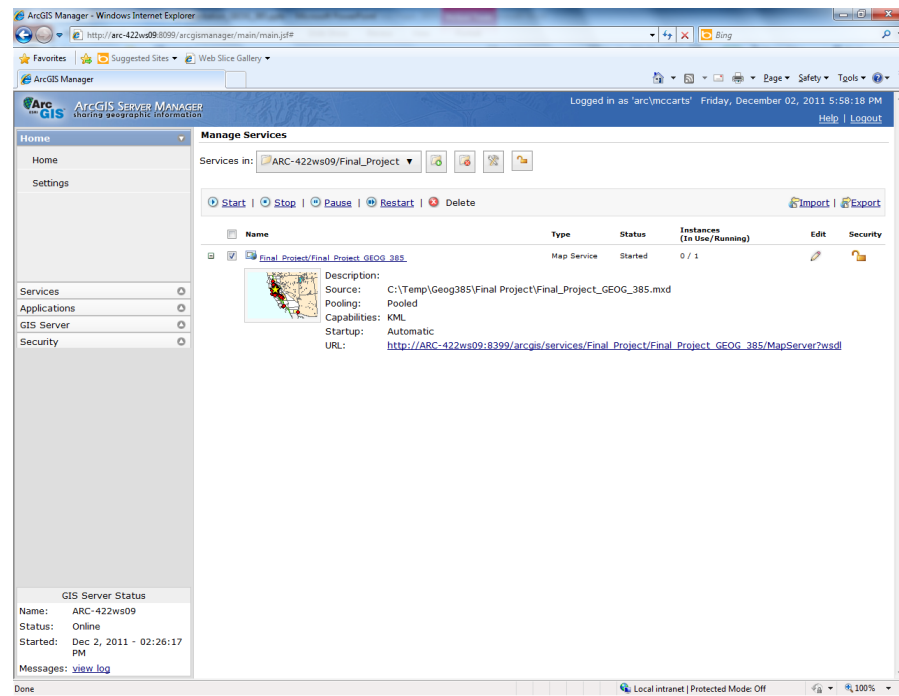 ArcGIS Manager - Windows Internet Explorer
http://arc-422ws09:8099/arcgismanager/main/main.jsf#
Bing
Favorites Suggested Sites Web Slice Gallery
ArcGIS Manager
Page Safety Tools
Arc GIS ArcGIS Server Manager
sharing geographic information
Logged in as 'arc\mccarts' Friday, December 02, 2011 5:58:18 PM
Help | Logout
Home
Home
Settings
Services
Applications
GIS Server
Security
GIS Server Status
Name: ARC-422ws09
Status: Online
Started: Dec 2, 2011 - 02:26:17 PM
Messages: view log
Manage Services
Services in: ARC-422ws09/Final_Project
Start | Stop | Pause | Restart | Delete
Import | Export
Name Type Status Instances (In Use/Running) Edit Security
Final_Project/Final_Project_GEOG_385 Map Service Started 0 / 1
Description:
Source: C:\Temp\Geog385\Final Project\Final_Project_GEOG_385.mxd
Pooling: Pooled
Capabilities: KML
Startup: Automatic
URL: http://ARC-422ws09:8399/arcgis/services/Final_Project/Final_Project_GEOG_385/MapServer?wsdl
Done
Local intranet | Protected Mode: Off
100%